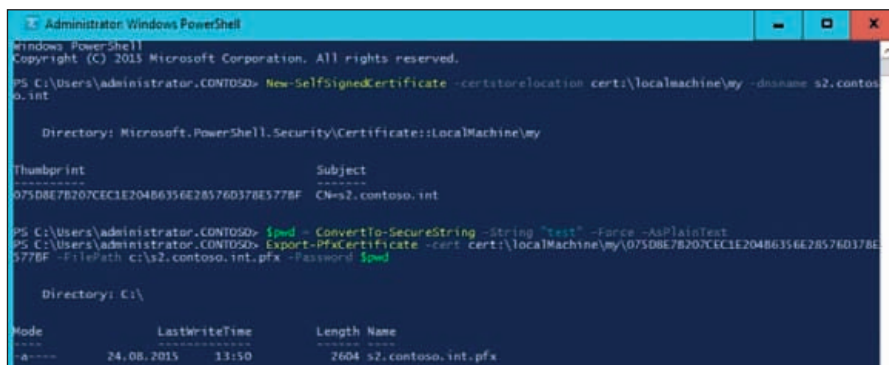 Administrator: Windows PowerShell
Windows PowerShell
Copyright (C) 2015 Microsoft Corporation. All rights reserved.
PS C:\Users\administrator.CONTOSO> New-SelfSignedCertificate -certstorelocation cert:\localmachine\my -dnsname s2.contos
o.int
Directory: Microsoft.PowerShell.Security\Certificate::LocalMachine\my
Thumbprint Subject
---------- -------
075D8E7B207CEC1E204B6356E28576D378E577BF CN=s2.contoso.int
PS C:\Users\administrator.CONTOSO> $pwd = ConvertTo-SecureString -String "test" -Force -AsPlainText
PS C:\Users\administrator.CONTOSO> Export-PfxCertificate -cert cert:\localMachine\my\075D8E7B207CEC1E204B6356E28576D378E
577BF -FilePath c:\s2.contoso.int.pfx -Password $pwd
Directory: C:\
Mode LastWriteTime Length Name
---- ------------- ------ ----
-a---- 24.08.2015 13:50 2604 s2.contoso.int.pfx